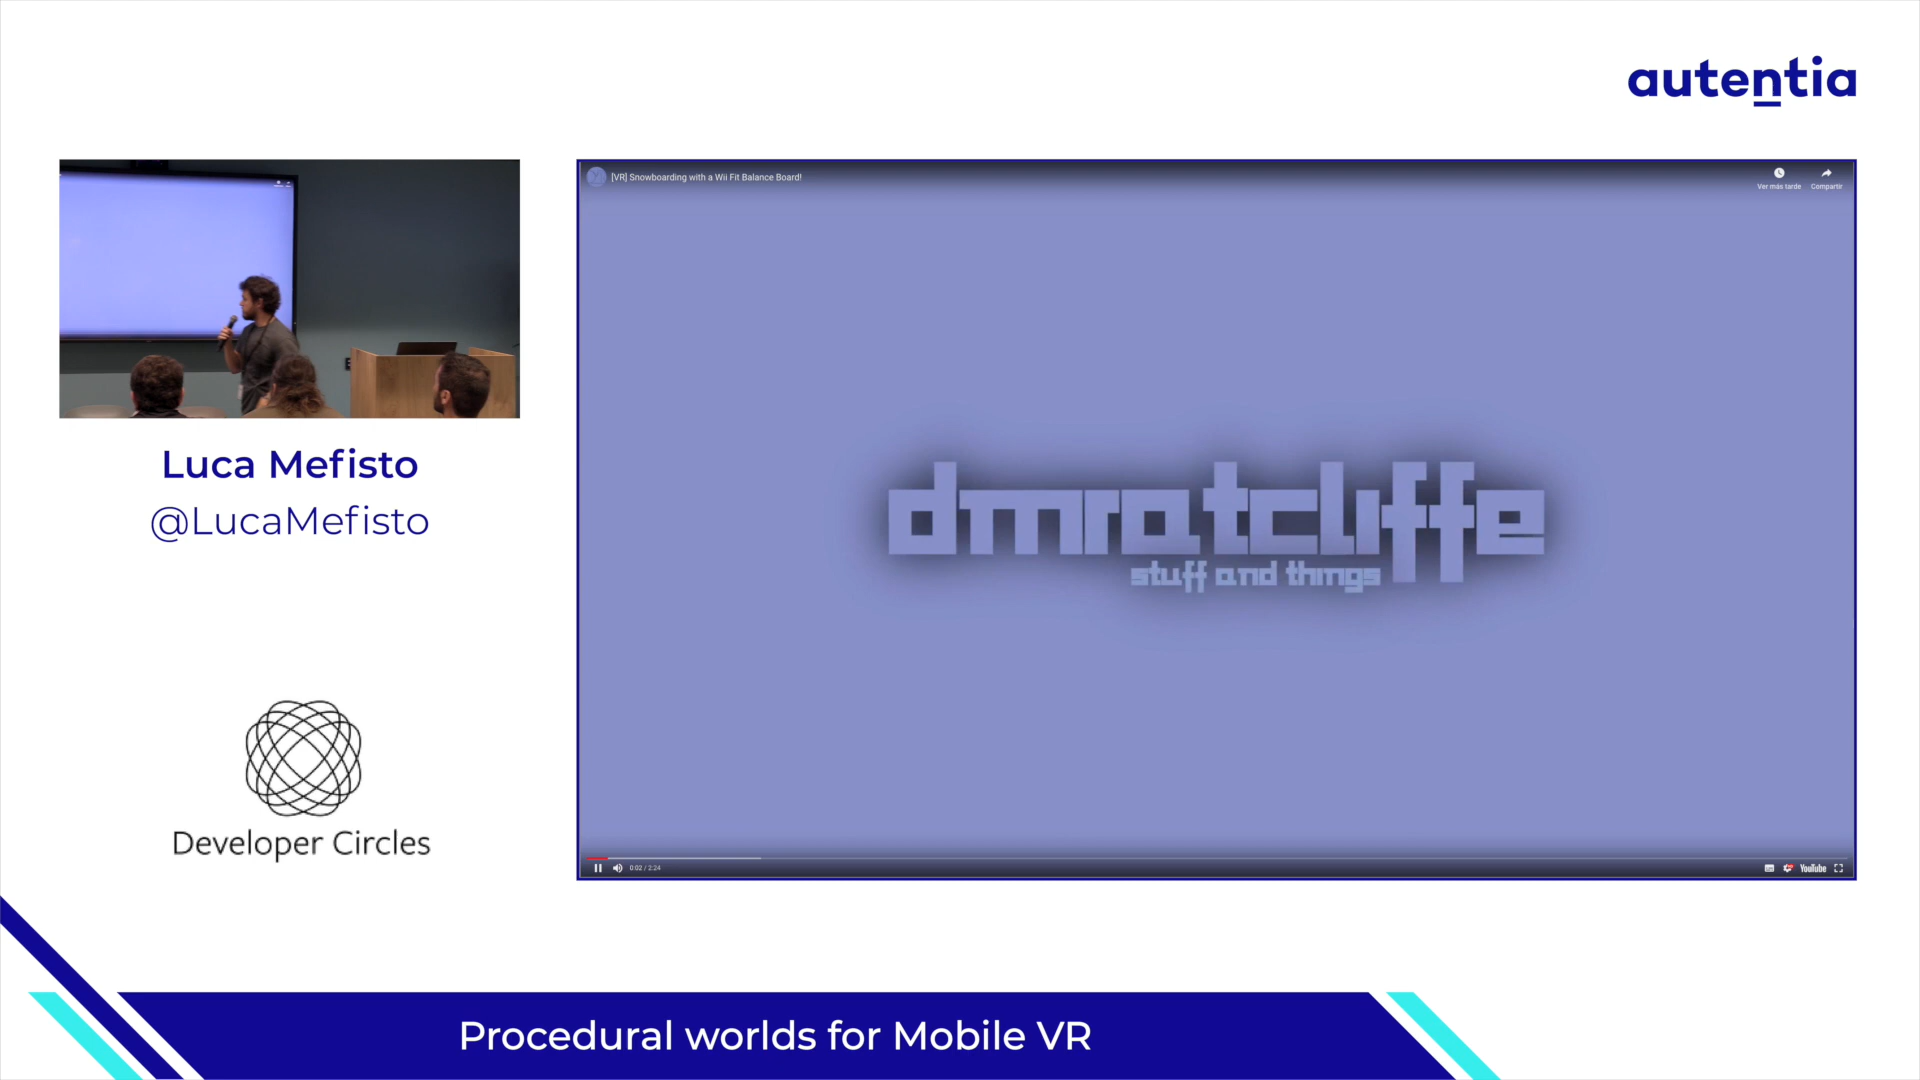 autentia
[VR] Snowboarding with a Wii Fit Balance Board!
Ver más tarde
Compartir
dmratcliffe
stuff and things
0:02 / 2:24
YouTube
Luca Mefisto
@LucaMefisto
Developer Circles
Procedural worlds for Mobile VR